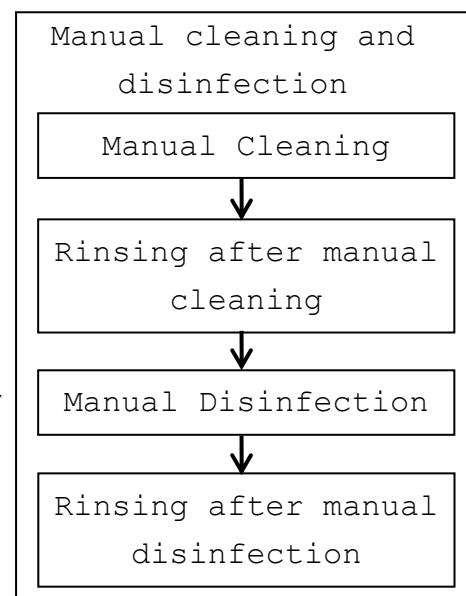 Manual cleaning and
disinfection
Manual Cleaning
Rinsing after manual
cleaning
Manual Disinfection
Rinsing after manual
disinfection